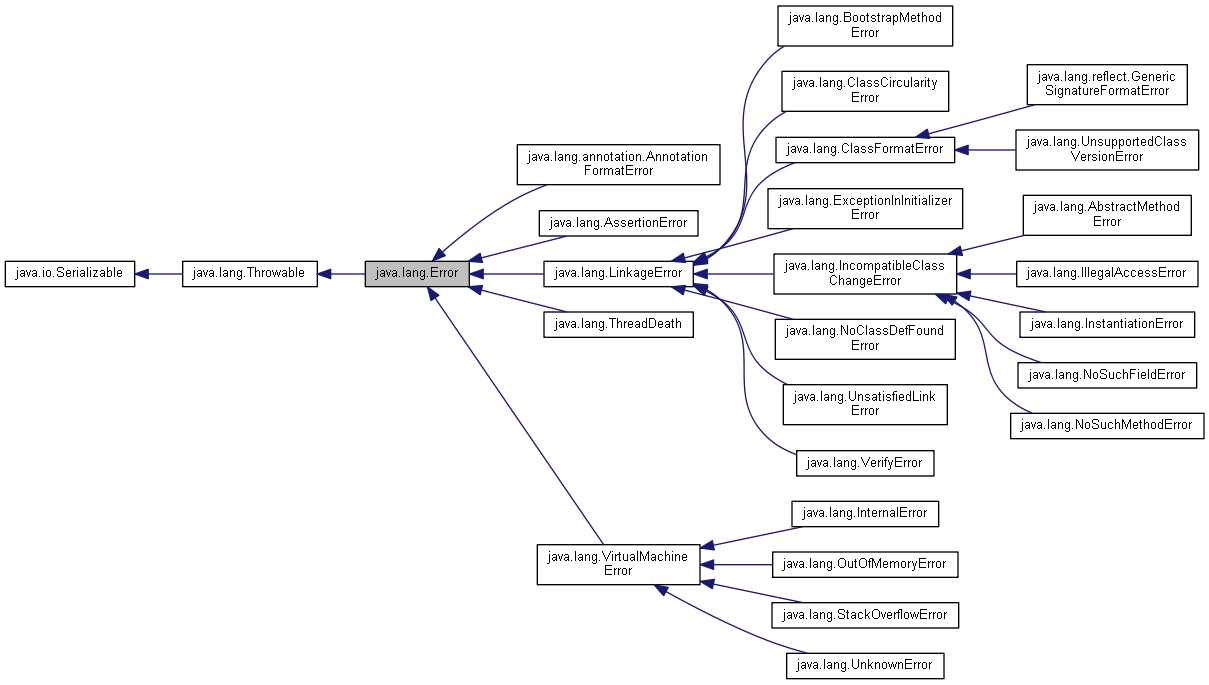 java.io.Serializable
java.lang.Throwable
java.lang.Error
java.lang.annotation.Annotation
FormatError
java.lang.AssertionError
java.lang.LinkageError
java.lang.ThreadDeath
java.lang.VirtualMachine
Error
java.lang.BootstrapMethod
Error
java.lang.ClassCircularity
Error
java.lang.ClassFormatError
java.lang.ExceptionInInitializer
Error
java.lang.IncompatibleClass
ChangeError
java.lang.NoClassDefFound
Error
java.lang.UnsatisfiedLink
Error
java.lang.VerifyError
java.lang.InternalError
java.lang.OutOfMemoryError
java.lang.StackOverflowError
java.lang.UnknownError
java.lang.reflect.Generic
SignatureFormatError
java.lang.UnsupportedClass
VersionError
java.lang.AbstractMethod
Error
java.lang.IllegalAccessError
java.lang.InstantiationError
java.lang.NoSuchFieldError
java.lang.NoSuchMethodError